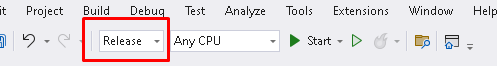 Project Build Debug Test Analyze Tools Extensions Window Help
Release Any CPU Start